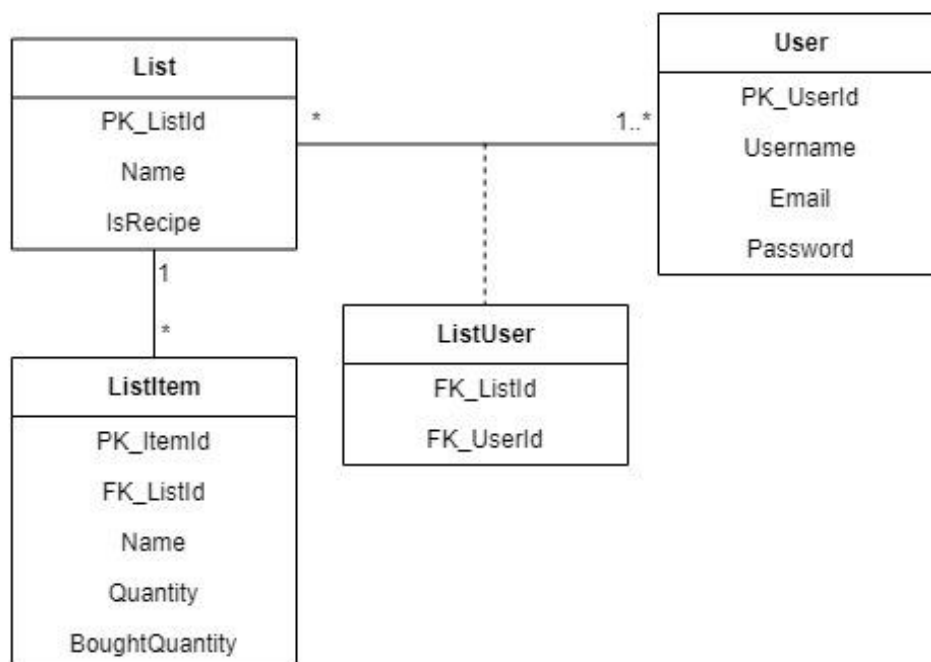 List
PK_ListId
Name
IsRecipe
*
1..*
User
PK_UserId
Username
Email
Password
1
*
ListUser
FK_ListId
FK_UserId
ListItem
PK_ItemId
FK_ListId
Name
Quantity
BoughtQuantity